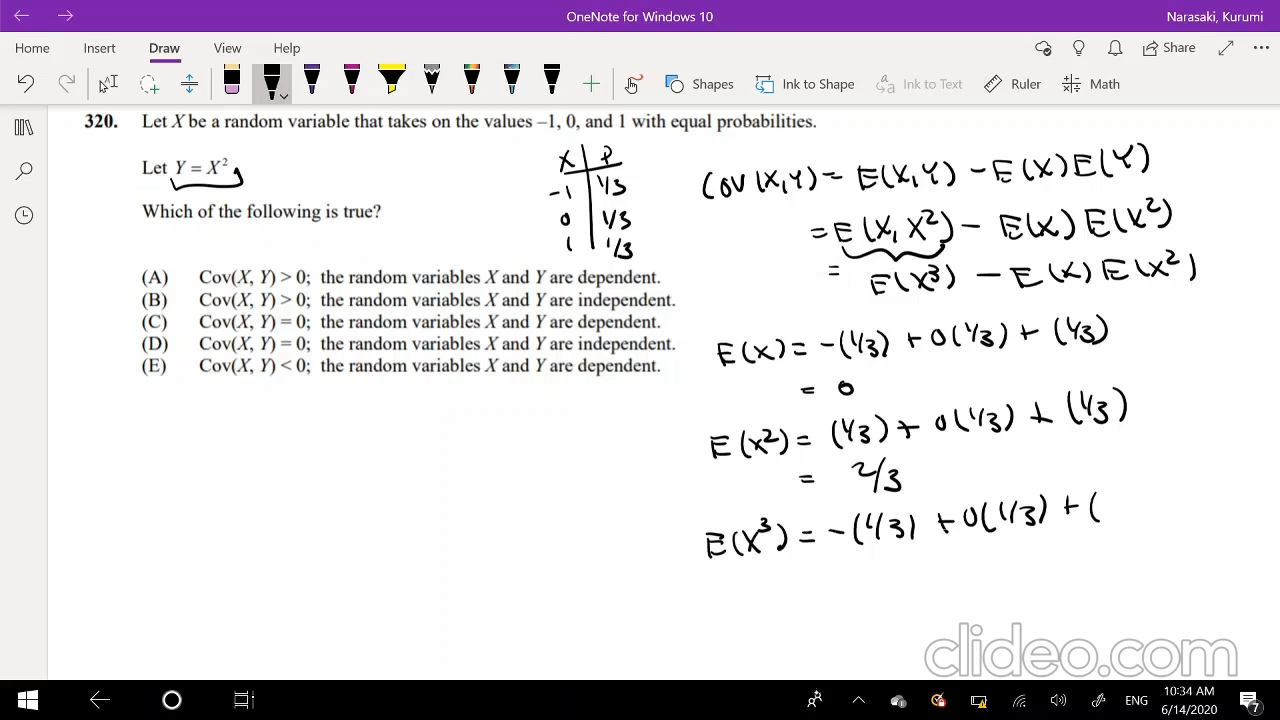 OneNote for Windows 10
Narasaki, Kurumi
Home Insert Draw View Help
Share
Shapes
Ink to Shape
Ink to Text
Ruler
Math
320. Let X be a random variable that takes on the values –1, 0, and 1 with equal probabilities.
Let Y = X²
Which of the following is true?
X P
-1 1/3
0 1/3
1 1/3
(A) Cov(X, Y) > 0; the random variables X and Y are dependent.
(B) Cov(X, Y) > 0; the random variables X and Y are independent.
(C) Cov(X, Y) = 0; the random variables X and Y are dependent.
(D) Cov(X, Y) = 0; the random variables X and Y are independent.
(E) Cov(X, Y) < 0; the random variables X and Y are dependent.
COV(X,Y) = E(X,Y) - E(X)E(Y)
= E(X, X²) - E(X) E(X²)
= E(X³) - E(X) E(X²)
E(X) = -(1/3) + 0(1/3) + (1/3)
= 0
E(X²) = (1/3) + 0(1/3) + (1/3)
= 2/3
E(X³) = -(1/3) + 0(1/3) + (
clideo.com
ENG
10:34 AM
6/14/2020
7